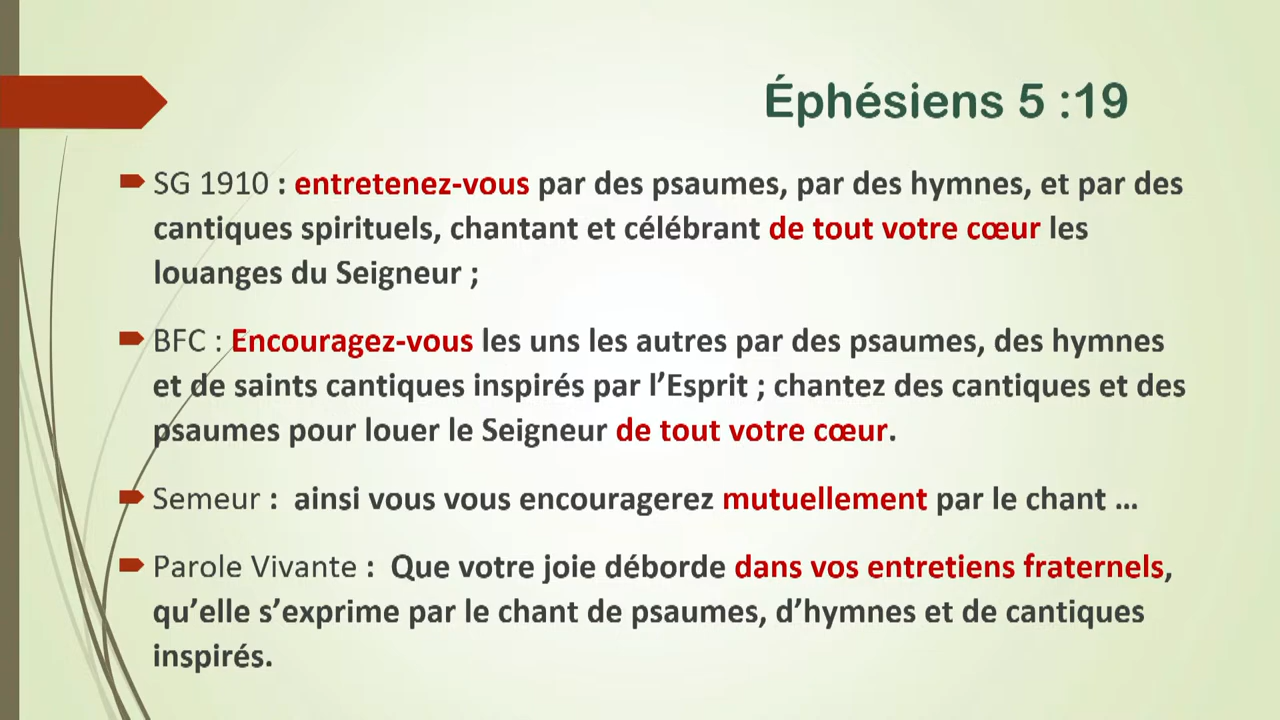 Éphésiens 5 :19
SG 1910 : entretenez-vous par des psaumes, par des hymnes, et par des
cantiques spirituels, chantant et célébrant de tout votre cœur les
louanges du Seigneur ;
BFC : Encouragez-vous les uns les autres par des psaumes, des hymnes
et de saints cantiques inspirés par l’Esprit ; chantez des cantiques et des
psaumes pour louer le Seigneur de tout votre cœur.
Semeur : ainsi vous vous encouragerez mutuellement par le chant …
Parole Vivante : Que votre joie déborde dans vos entretiens fraternels,
qu’elle s’exprime par le chant de psaumes, d’hymnes et de cantiques
inspirés.